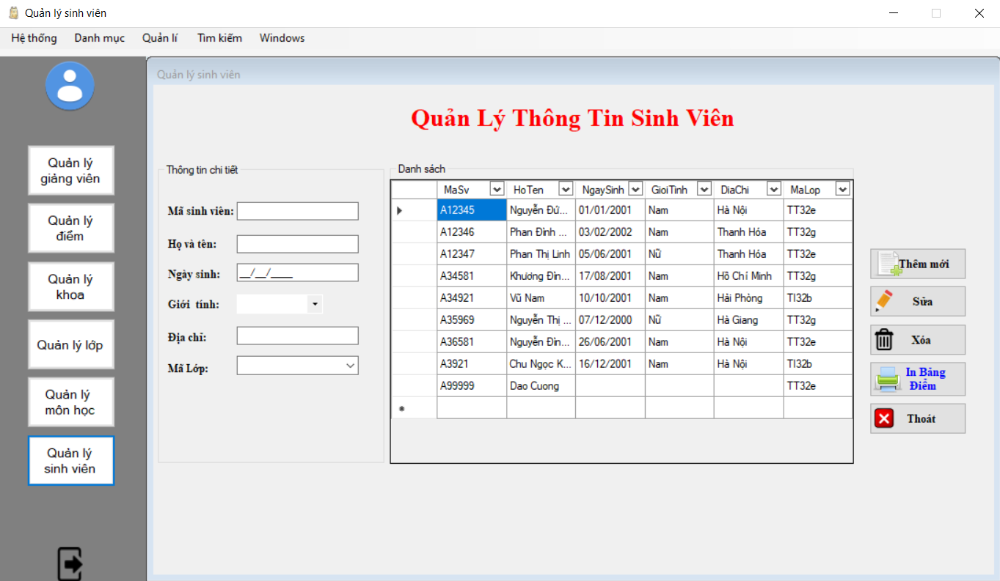 Quản lý sinh viên
Hệ thống Danh mục Quản lí Tìm kiếm Windows
Quản lý sinh viên
Quản Lý Thông Tin Sinh Viên
Quản lý
giảng viên
Quản lý
điểm
Quản lý
khoa
Quản lý lớp
Quản lý
môn học
Quản lý
sinh viên
Thông tin chi tiết
Mã sinh viên:
Họ và tên:
Ngày sinh: __/__/____
Giới tính:
Địa chỉ:
Mã Lớp:
Danh sách
MaSv HoTen NgaySinh GioiTinh DiaChi MaLop
A12345 Nguyễn Đứ... 01/01/2001 Nam Hà Nội TT32e
A12346 Phan Đình ... 03/02/2002 Nam Thanh Hóa TT32g
A12347 Phan Thị Linh 05/06/2001 Nữ Thanh Hóa TT32e
A34581 Khương Đìn... 17/08/2001 Nam Hồ Chí Minh TT32g
A34921 Vũ Nam 10/10/2001 Nam Hải Phòng TI32b
A35969 Nguyễn Thị ... 07/12/2000 Nữ Hà Giang TT32g
A36581 Nguyễn Đìn... 26/06/2001 Nam Hà Nội TT32e
A3921 Chu Ngọc K... 16/12/2001 Nam Hà Nội TI32b
A99999 Dao Cuong TT32e
Thêm mới
Sửa
Xóa
In Bảng
Điểm
Thoát